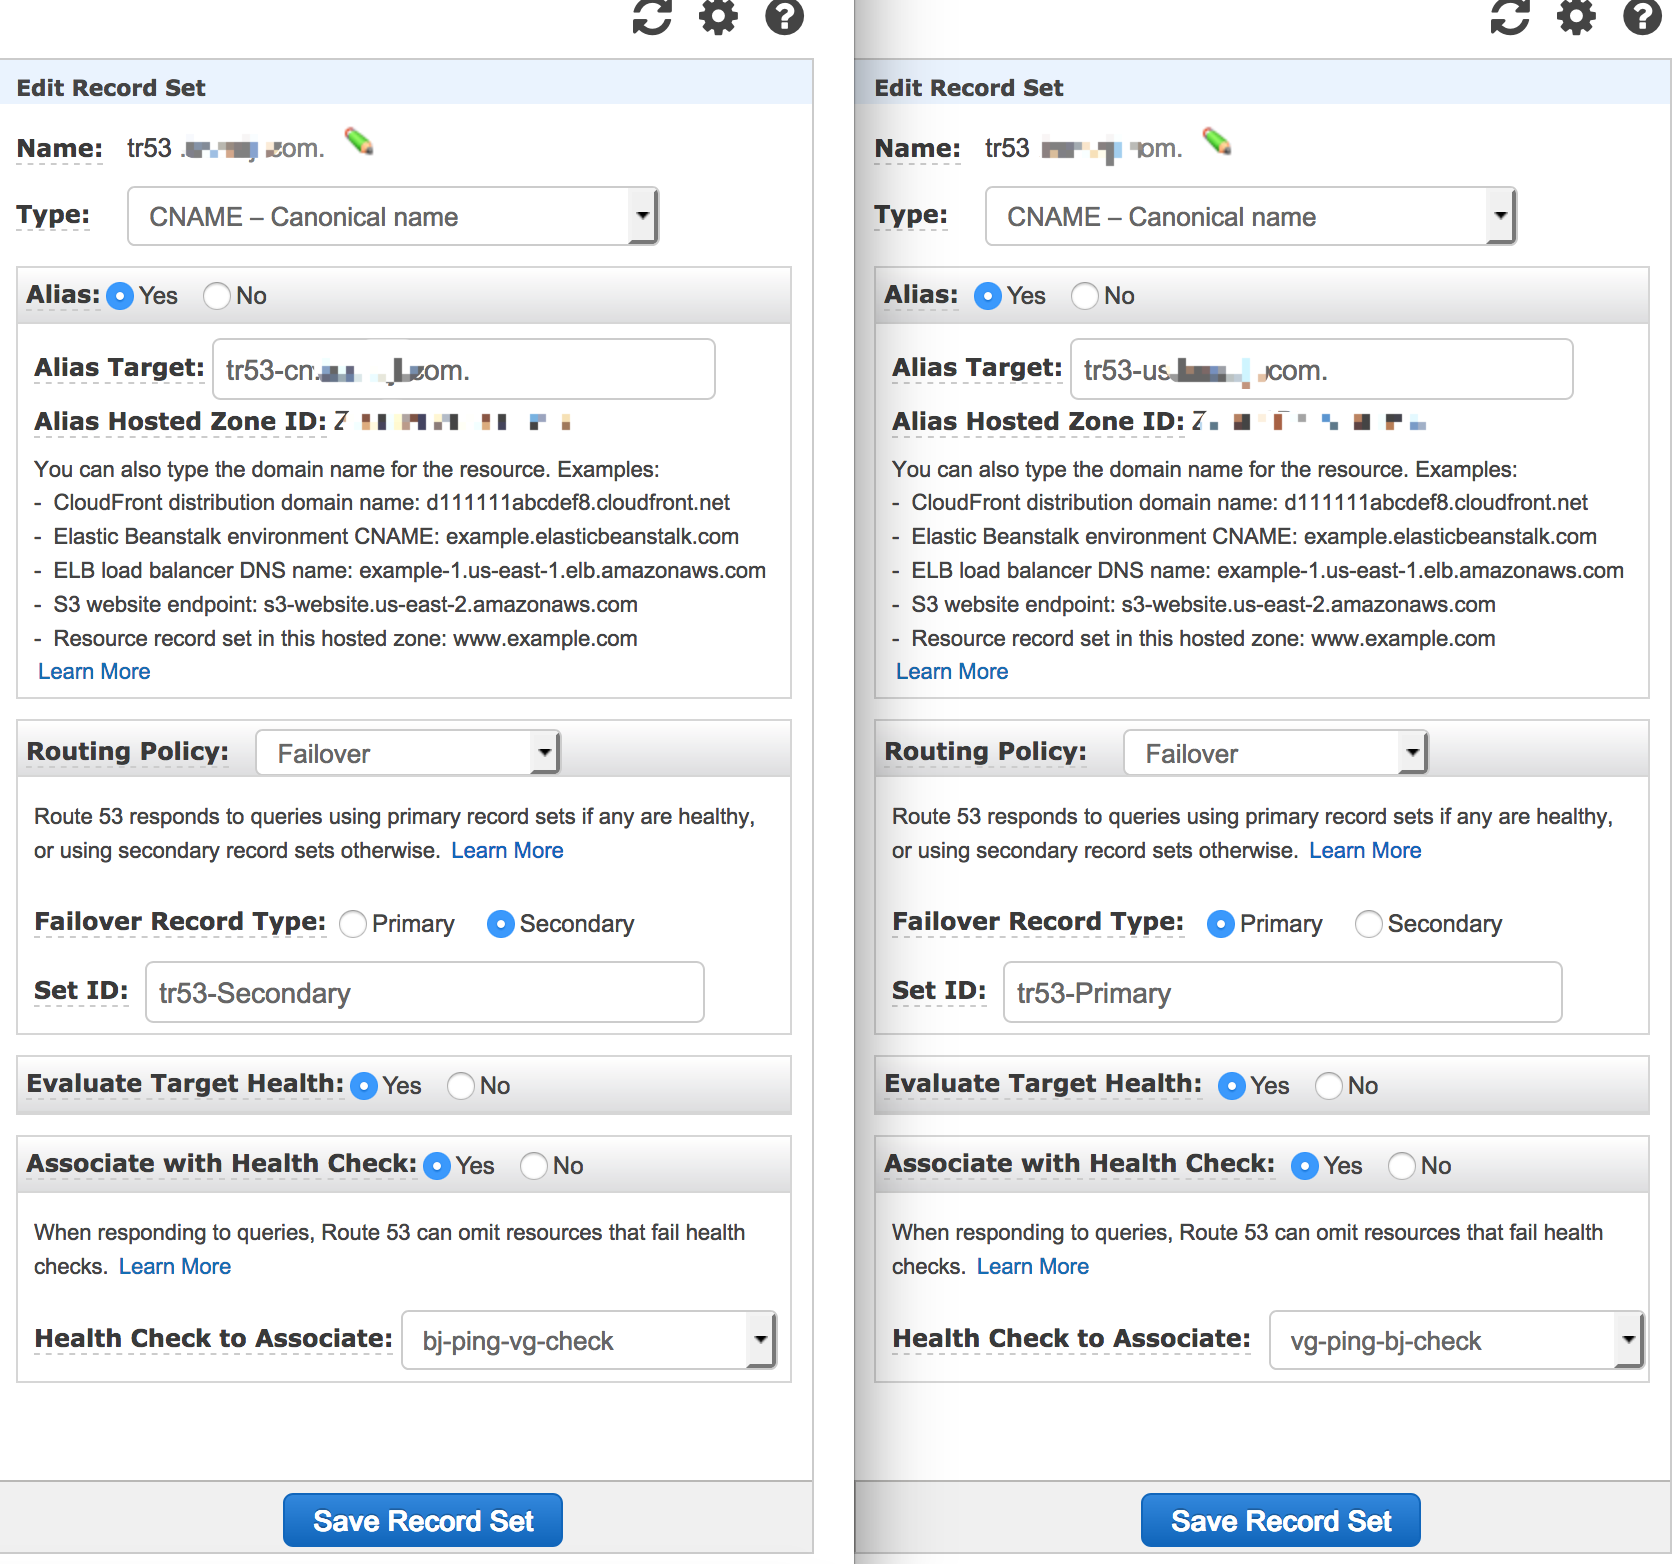 Edit Record Set
Name: tr53 om.
Type: CNAME – Canonical name
Alias: Yes No
Alias Target: tr53-cn com.
Alias Hosted Zone ID: Z
You can also type the domain name for the resource. Examples:
- CloudFront distribution domain name: d111111abcdef8.cloudfront.net
- Elastic Beanstalk environment CNAME: example.elasticbeanstalk.com
- ELB load balancer DNS name: example-1.us-east-1.elb.amazonaws.com
- S3 website endpoint: s3-website.us-east-2.amazonaws.com
- Resource record set in this hosted zone: www.example.com
Learn More
Routing Policy: Failover
Route 53 responds to queries using primary record sets if any are healthy,
or using secondary record sets otherwise. Learn More
Failover Record Type: Primary Secondary
Set ID: tr53-Secondary
Evaluate Target Health: Yes No
Associate with Health Check: Yes No
When responding to queries, Route 53 can omit resources that fail health
checks. Learn More
Health Check to Associate: bj-ping-vg-check
Save Record Set
Edit Record Set
Name: tr53 om.
Type: CNAME – Canonical name
Alias: Yes No
Alias Target: tr53-us com.
Alias Hosted Zone ID: Z
You can also type the domain name for the resource. Examples:
- CloudFront distribution domain name: d111111abcdef8.cloudfront.net
- Elastic Beanstalk environment CNAME: example.elasticbeanstalk.com
- ELB load balancer DNS name: example-1.us-east-1.elb.amazonaws.com
- S3 website endpoint: s3-website.us-east-2.amazonaws.com
- Resource record set in this hosted zone: www.example.com
Learn More
Routing Policy: Failover
Route 53 responds to queries using primary record sets if any are healthy,
or using secondary record sets otherwise. Learn More
Failover Record Type: Primary Secondary
Set ID: tr53-Primary
Evaluate Target Health: Yes No
Associate with Health Check: Yes No
When responding to queries, Route 53 can omit resources that fail health
checks. Learn More
Health Check to Associate: vg-ping-bj-check
Save Record Set